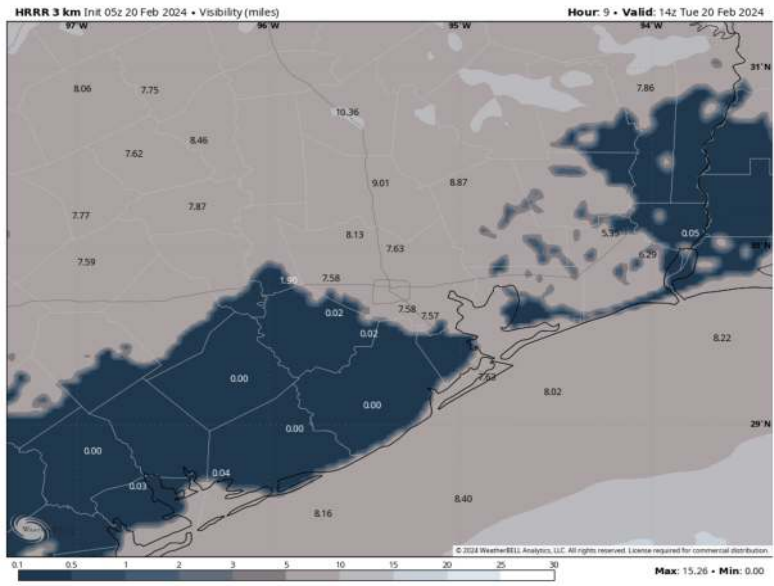 HRRR 3 km Init 05z 20 Feb 2024 • Visibility (miles) Hour: 9 • Valid: 14z Tue 20 Feb 2024
97°W 96°W 95°W 94°W
31°N
8.06 7.75 7.86
10.36
8.46
7.62
9.01 8.87
7.87
7.77
8.13 5.35 0.05
7.63 30°N
7.59 6.29
1.90 7.58
0.02 7.58 7.57
0.02 8.22
0.00 7.63
8.02
0.00
0.00 29°N
0.00
0.04
0.03
8.40
8.16
© 2024 WeatherBELL Analytics, LLC. All rights reserved. License required for commercial distribution.
0.1 0.5 1 2 3 5 10 15 20 25 30
Max: 15.26 • Min: 0.00